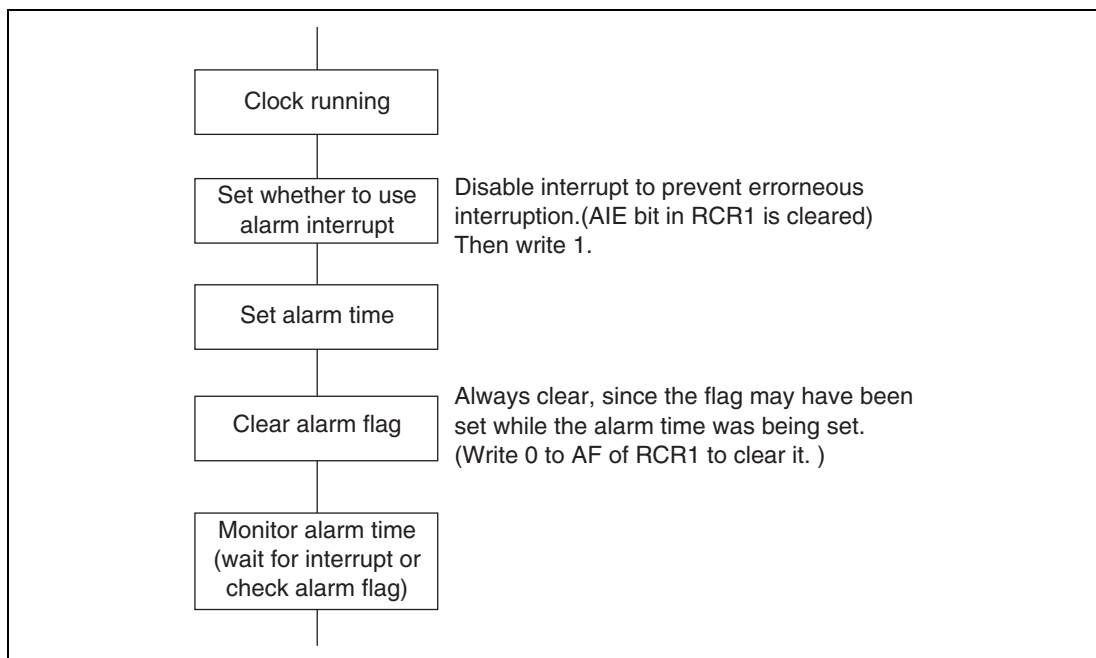 Clock running
Set whether to use
alarm interrupt
Disable interrupt to prevent errorneous
interruption.(AIE bit in RCR1 is cleared)
Then write 1.
Set alarm time
Clear alarm flag
Always clear, since the flag may have been
set while the alarm time was being set.
(Write 0 to AF of RCR1 to clear it. )
Monitor alarm time
(wait for interrupt or
check alarm flag)